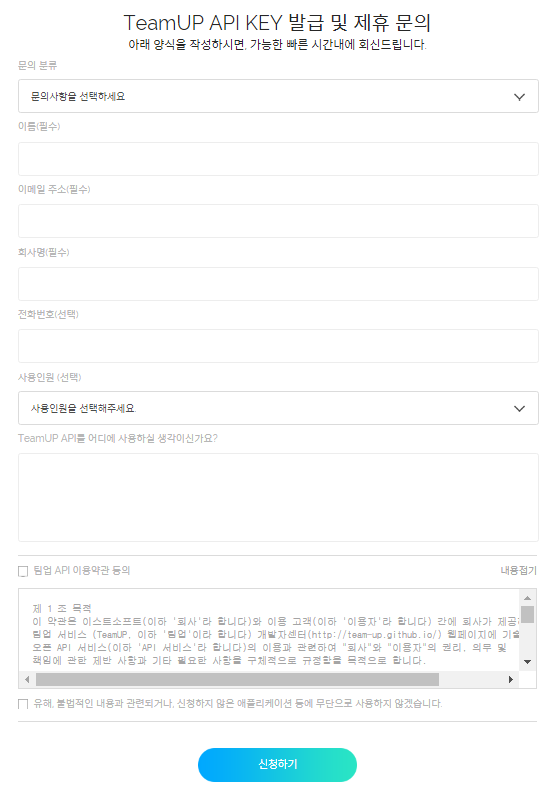 TeamUP API KEY 발급 및 제휴 문의
아래 양식을 작성하시면, 가능한 빠른 시간내에 회신드립니다.
문의 분류
문의사항을 선택하세요
이름(필수)
이메일 주소(필수)
회사명(필수)
전화번호(선택)
사용인원 (선택)
사용인원을 선택해주세요.
TeamUP API를 어디에 사용하실 생각이신가요?
팀업 API 이용약관 동의
내용접기
제 1 조 목적
이 약관은 이스트소프트(이하 '회사'라 합니다)와 이용 고객(이하 '이용자'라 합니다) 간에 회사가 제공
팀업 서비스 (TeamUP, 이하 '팀업'이라 합니다) 개발자센터(http://team-up.github.io/) 웹페이지에 기술
오픈 API 서비스(이하 'API 서비스'라 합니다)의 이용과 관련하여 "회사"와 "이용자"의 권리, 의무 및
책임에 관한 제반 사항과 기타 필요한 사항을 구체적으로 규정함을 목적으로 합니다.
유해, 불법적인 내용과 관련되거나, 신청하지 않은 애플리케이션 등에 무단으로 사용하지 않겠습니다.
신청하기